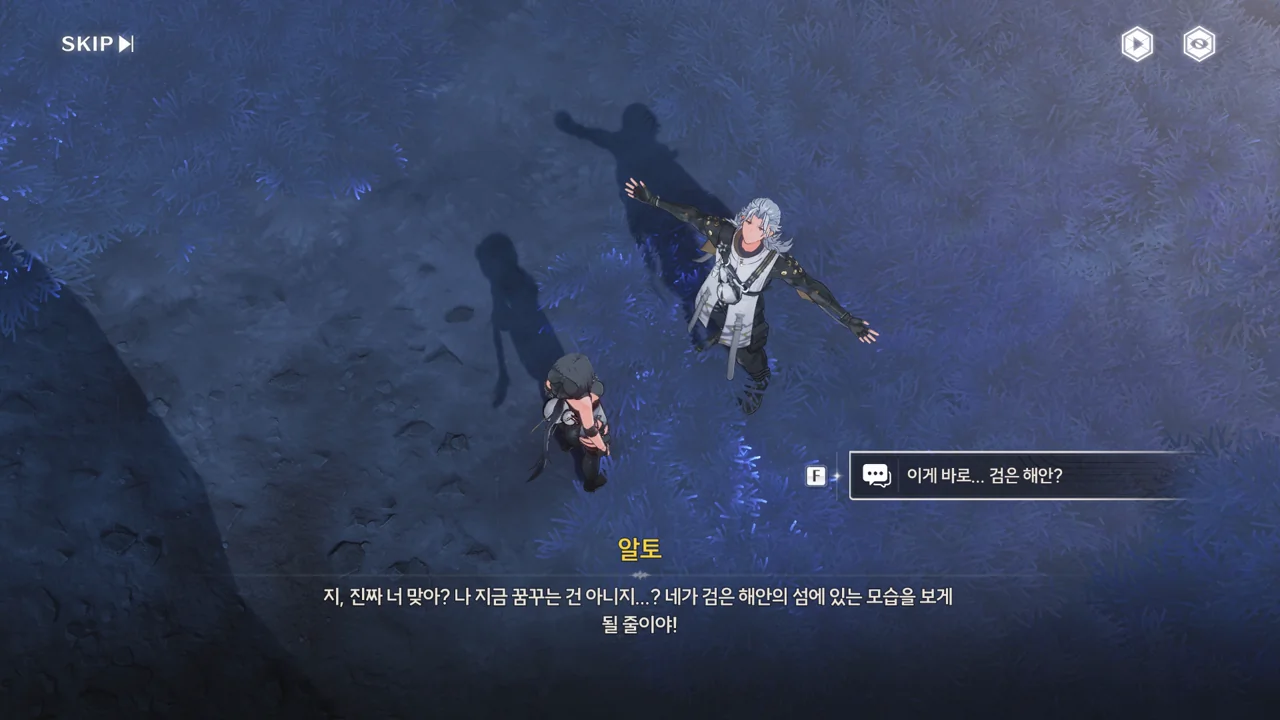 SKIP
F
이게 바로... 검은 해안?
알토
지, 진짜 너 맞아? 나 지금 꿈꾸는 건 아니지...? 네가 검은 해안의 섬에 있는 모습을 보게
될 줄이야!